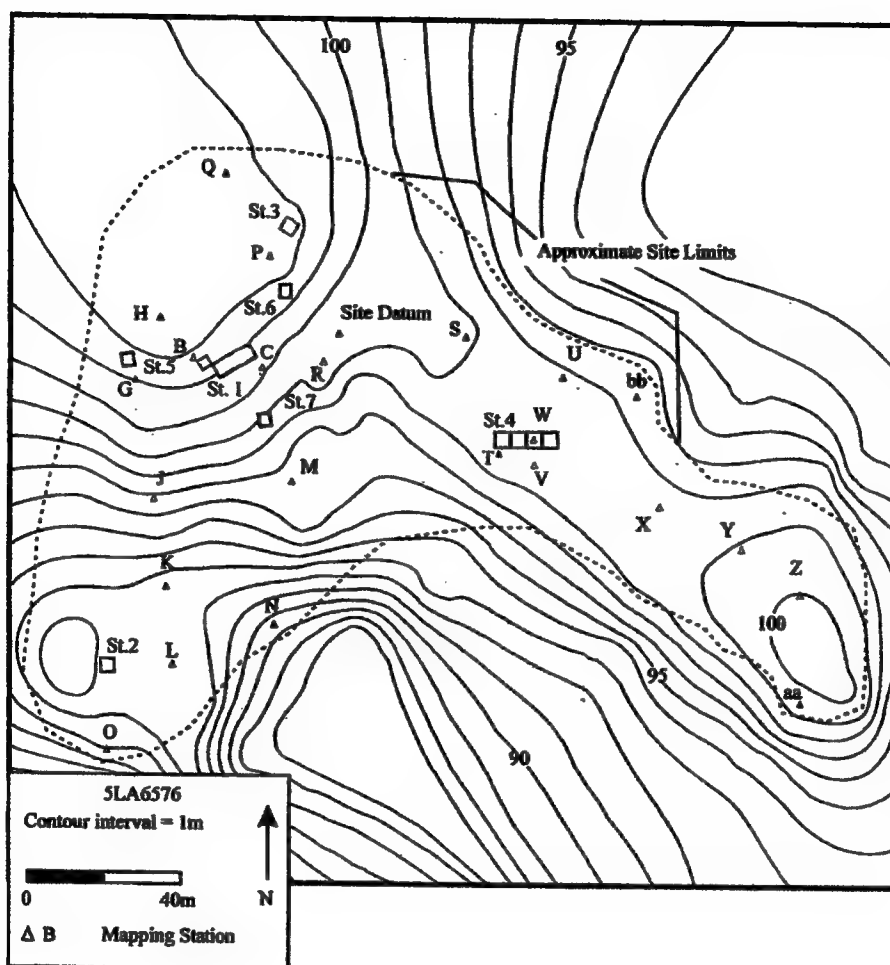 100
95
Q
St.3
P
Approximate Site Limits
St.6
H
Site Datum
S
B
C
R
U
St.5
G
St. 1
bb
St.7
St.4
W
T
V
J
M
X
Y
K
Z
N
100
St.2
L
95
aa
O
90
5LA6576
Contour interval = 1m
0
40m
N
Δ B Mapping Station